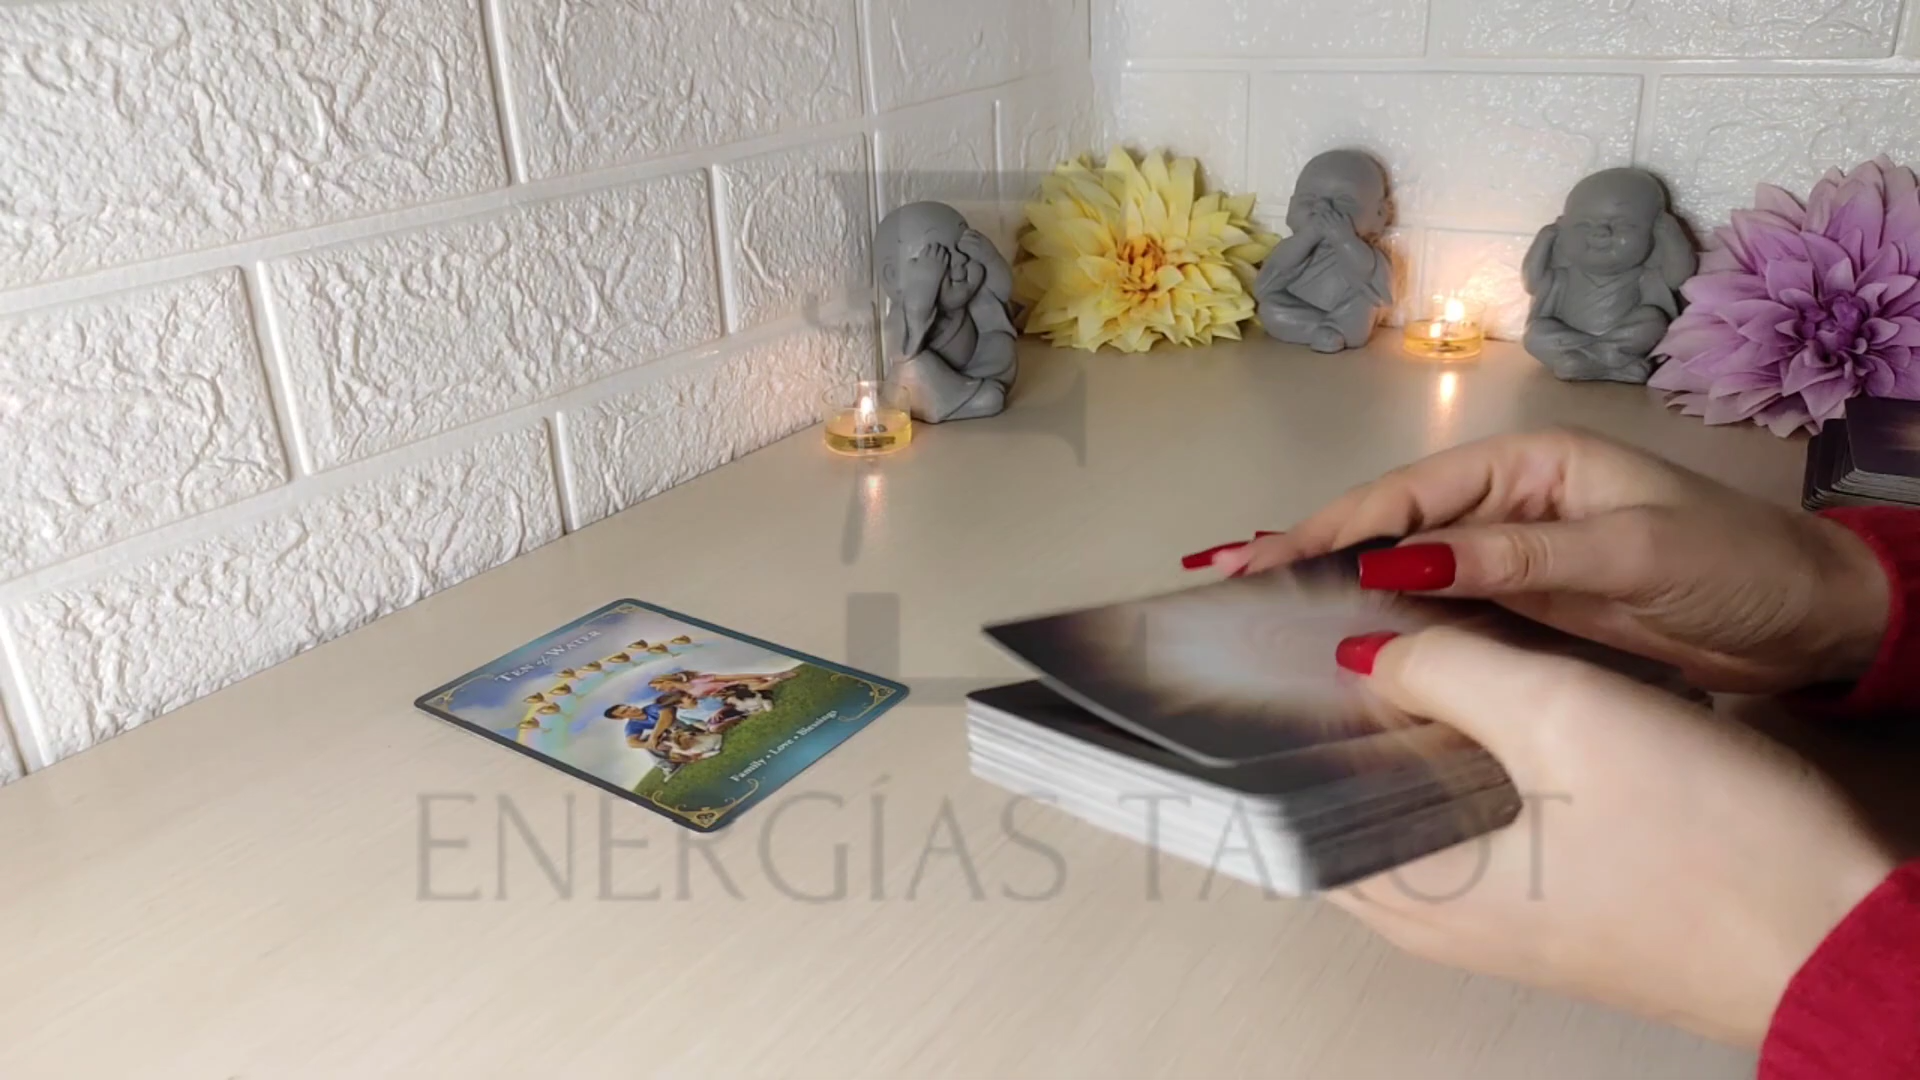 Ten of Water
Family • Love • Blessings
ENERGÍAS TAROT